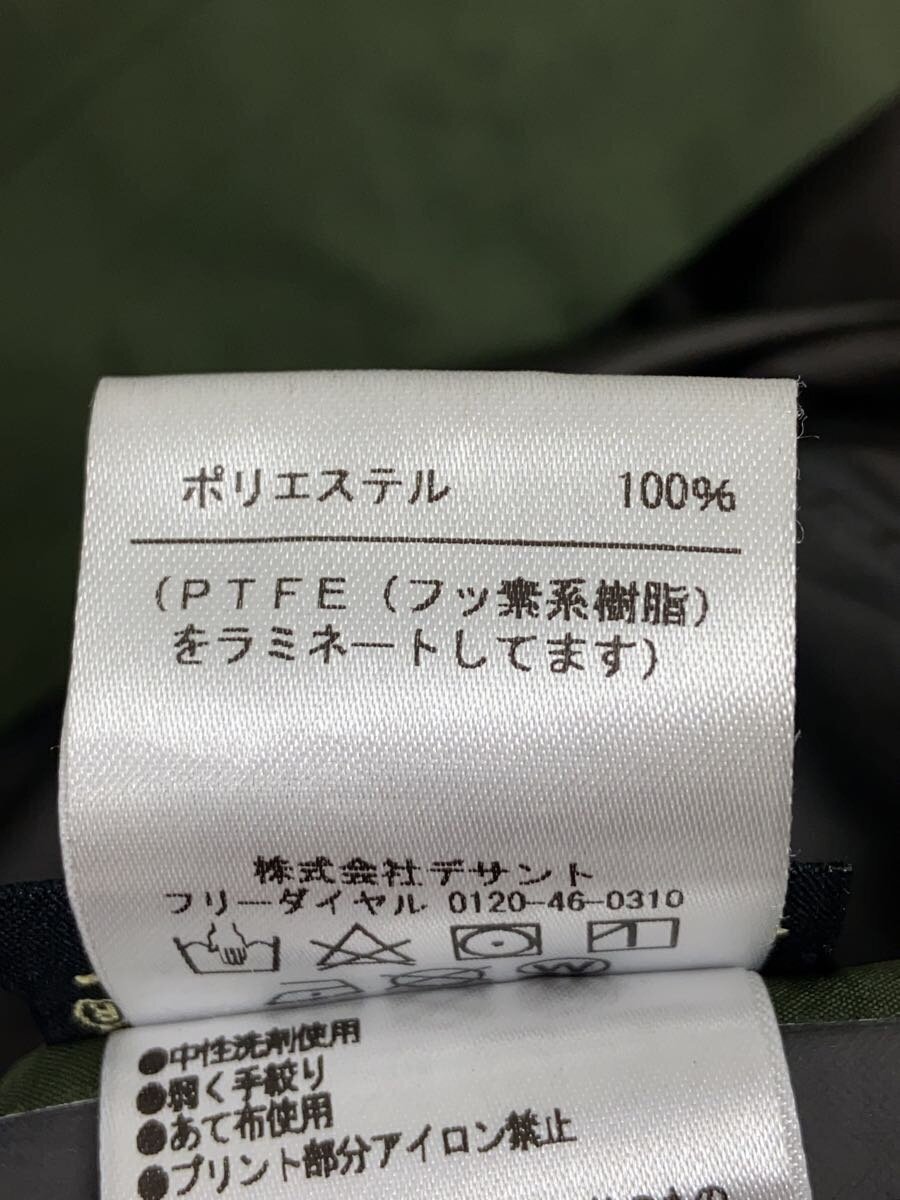 ポリエステル 100%
(PTFE(フッ素系樹脂)
をラミネートしてます)
株式会社デサント
フリーダイヤル 0120-46-0310
W
®
●中性洗剤使用
●弱く手絞り
●あて布使用
●プリント部分アイロン禁止